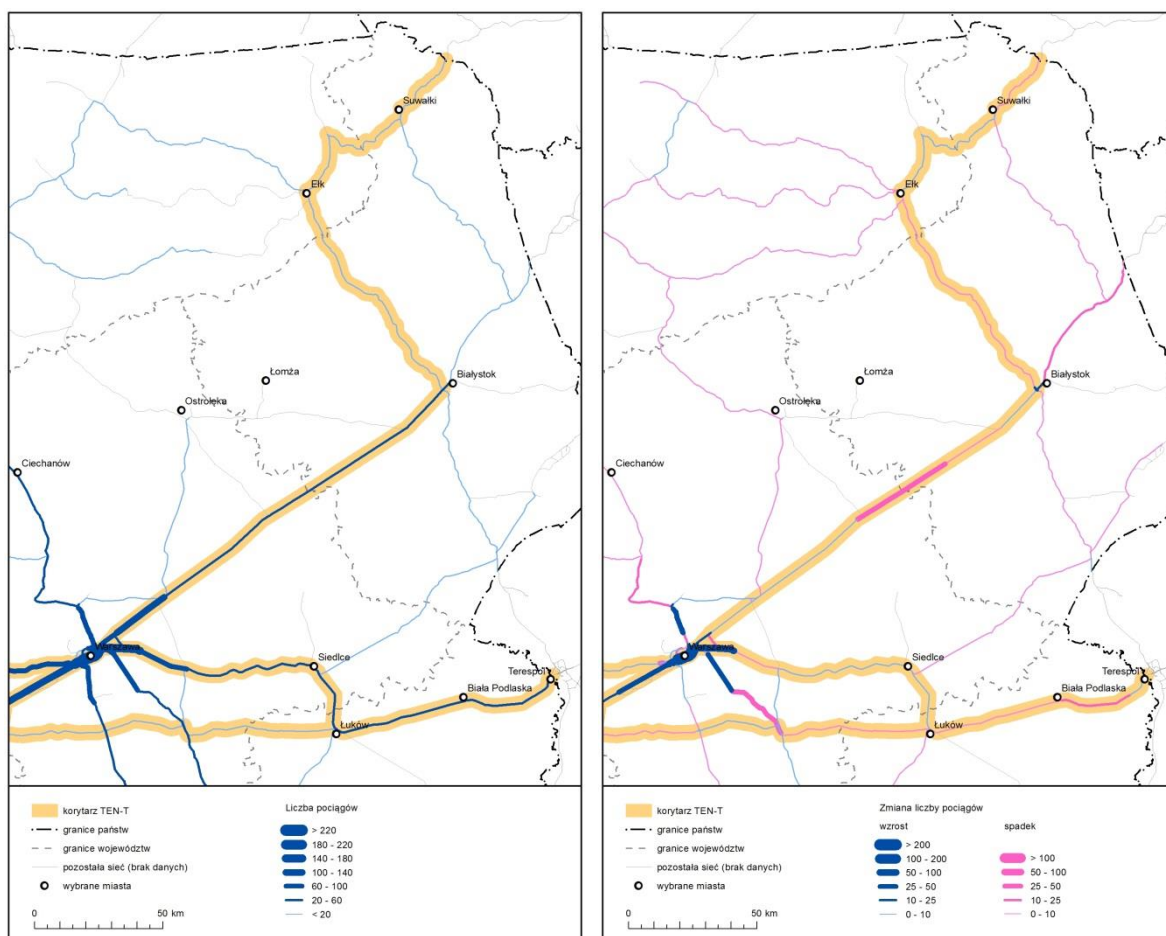 Suwałki
Ełk
Łomża
Białystok
Ostrołęka
Ciechanów
Warszawa
Siedlce
Terespol
Biała Podlaska
Łuków
korytarz TEN-T
granice państw
granice województw
pozostała sieć (brak danych)
wybrane miasta
0 50 km
Liczba pociągów
> 220
180 - 220
140 - 180
100 - 140
60 - 100
20 - 60
< 20
Suwałki
Ełk
Łomża
Białystok
Ostrołęka
Ciechanów
Warszawa
Siedlce
Terespol
Biała Podlaska
Łuków
korytarz TEN-T
granice państw
granice województw
pozostała sieć (brak danych)
wybrane miasta
0 50 km
Zmiana liczby pociągów
wzrost spadek
> 200
100 - 200 > 100
50 - 100 50 - 100
25 - 50 25 - 50
10 - 25 10 - 25
0 - 10 0 - 10